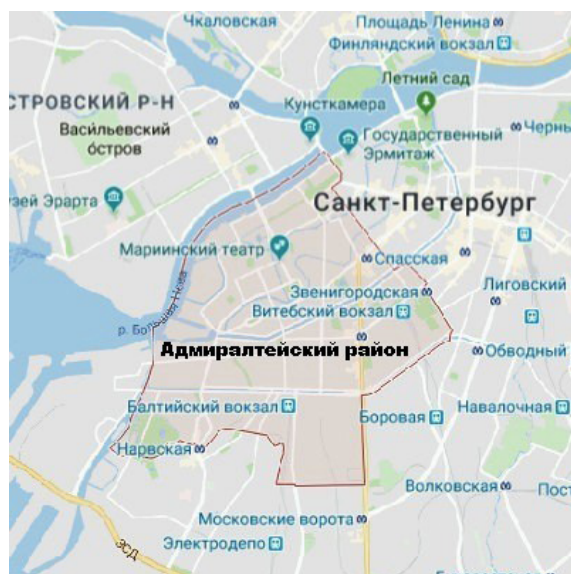 Чкаловская
Площадь Ленина
Финляндский вокзал
Летний сад
СТРОВСКИЙ Р-Н
Кунсткамера
Васильевский
о́стров
Государственный
Эрмитаж
Черны
зей Эрарта
Санкт-Петербург
Мариинский театр
Спасская
р. Большая Нева
Звенигородская
Лиговский
Витебский вокзал
Адмиралтейский район
Обводный
Балтийский вокзал
Боровая
Навалочная
Нарвская
Волковская
Пост
Московские ворота
ЗСД
Электродепо